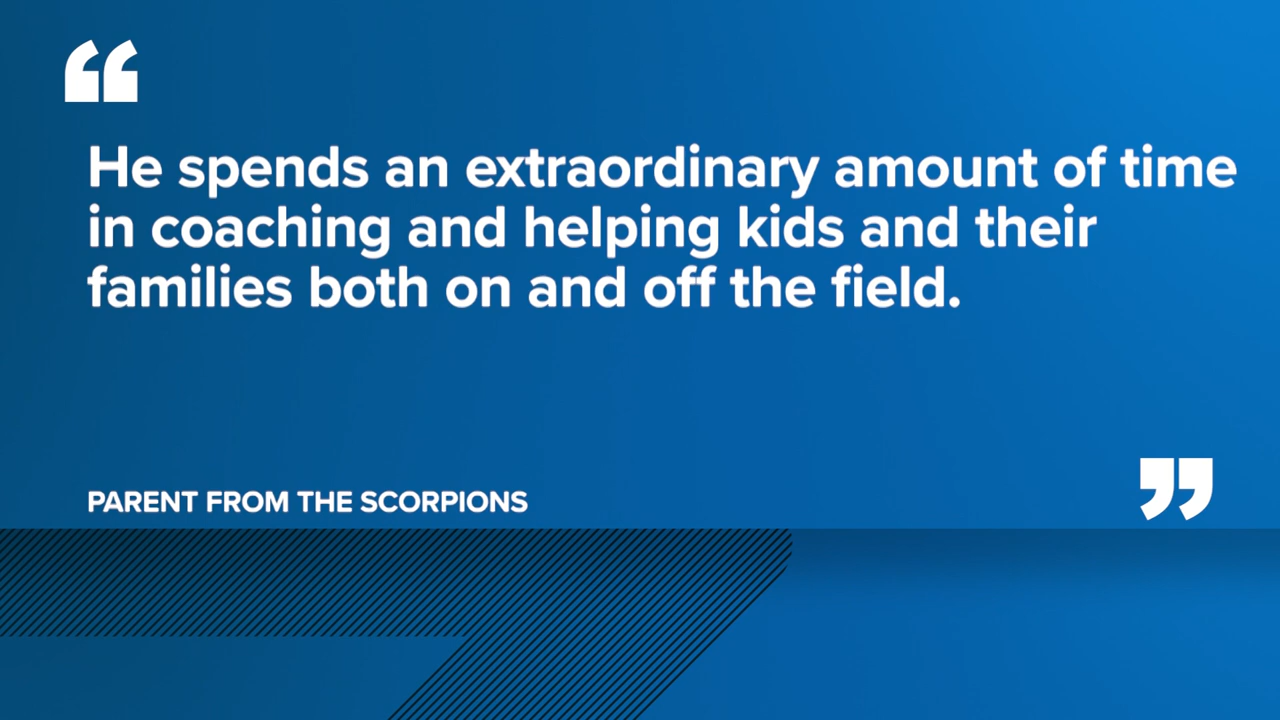 “
He spends an extraordinary amount of time
in coaching and helping kids and their
families both on and off the field.
PARENT FROM THE SCORPIONS
”